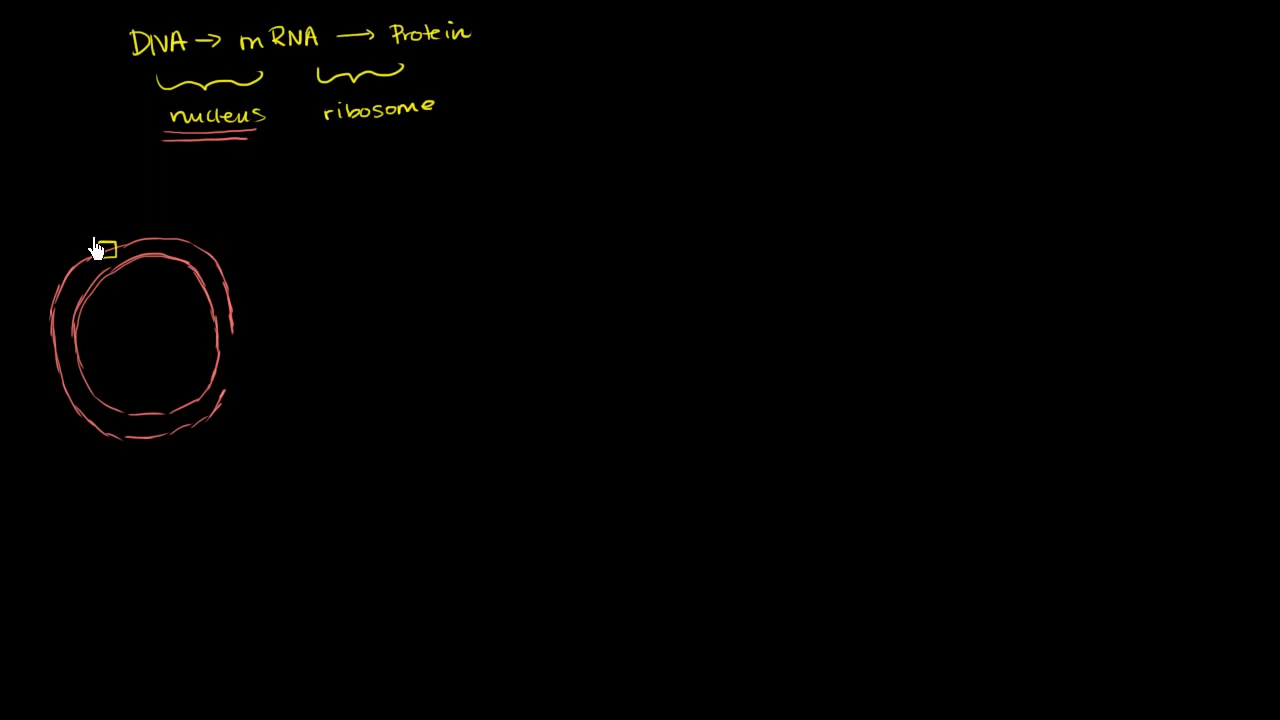 DNA → mRNA → Protein
nucleus ribosome